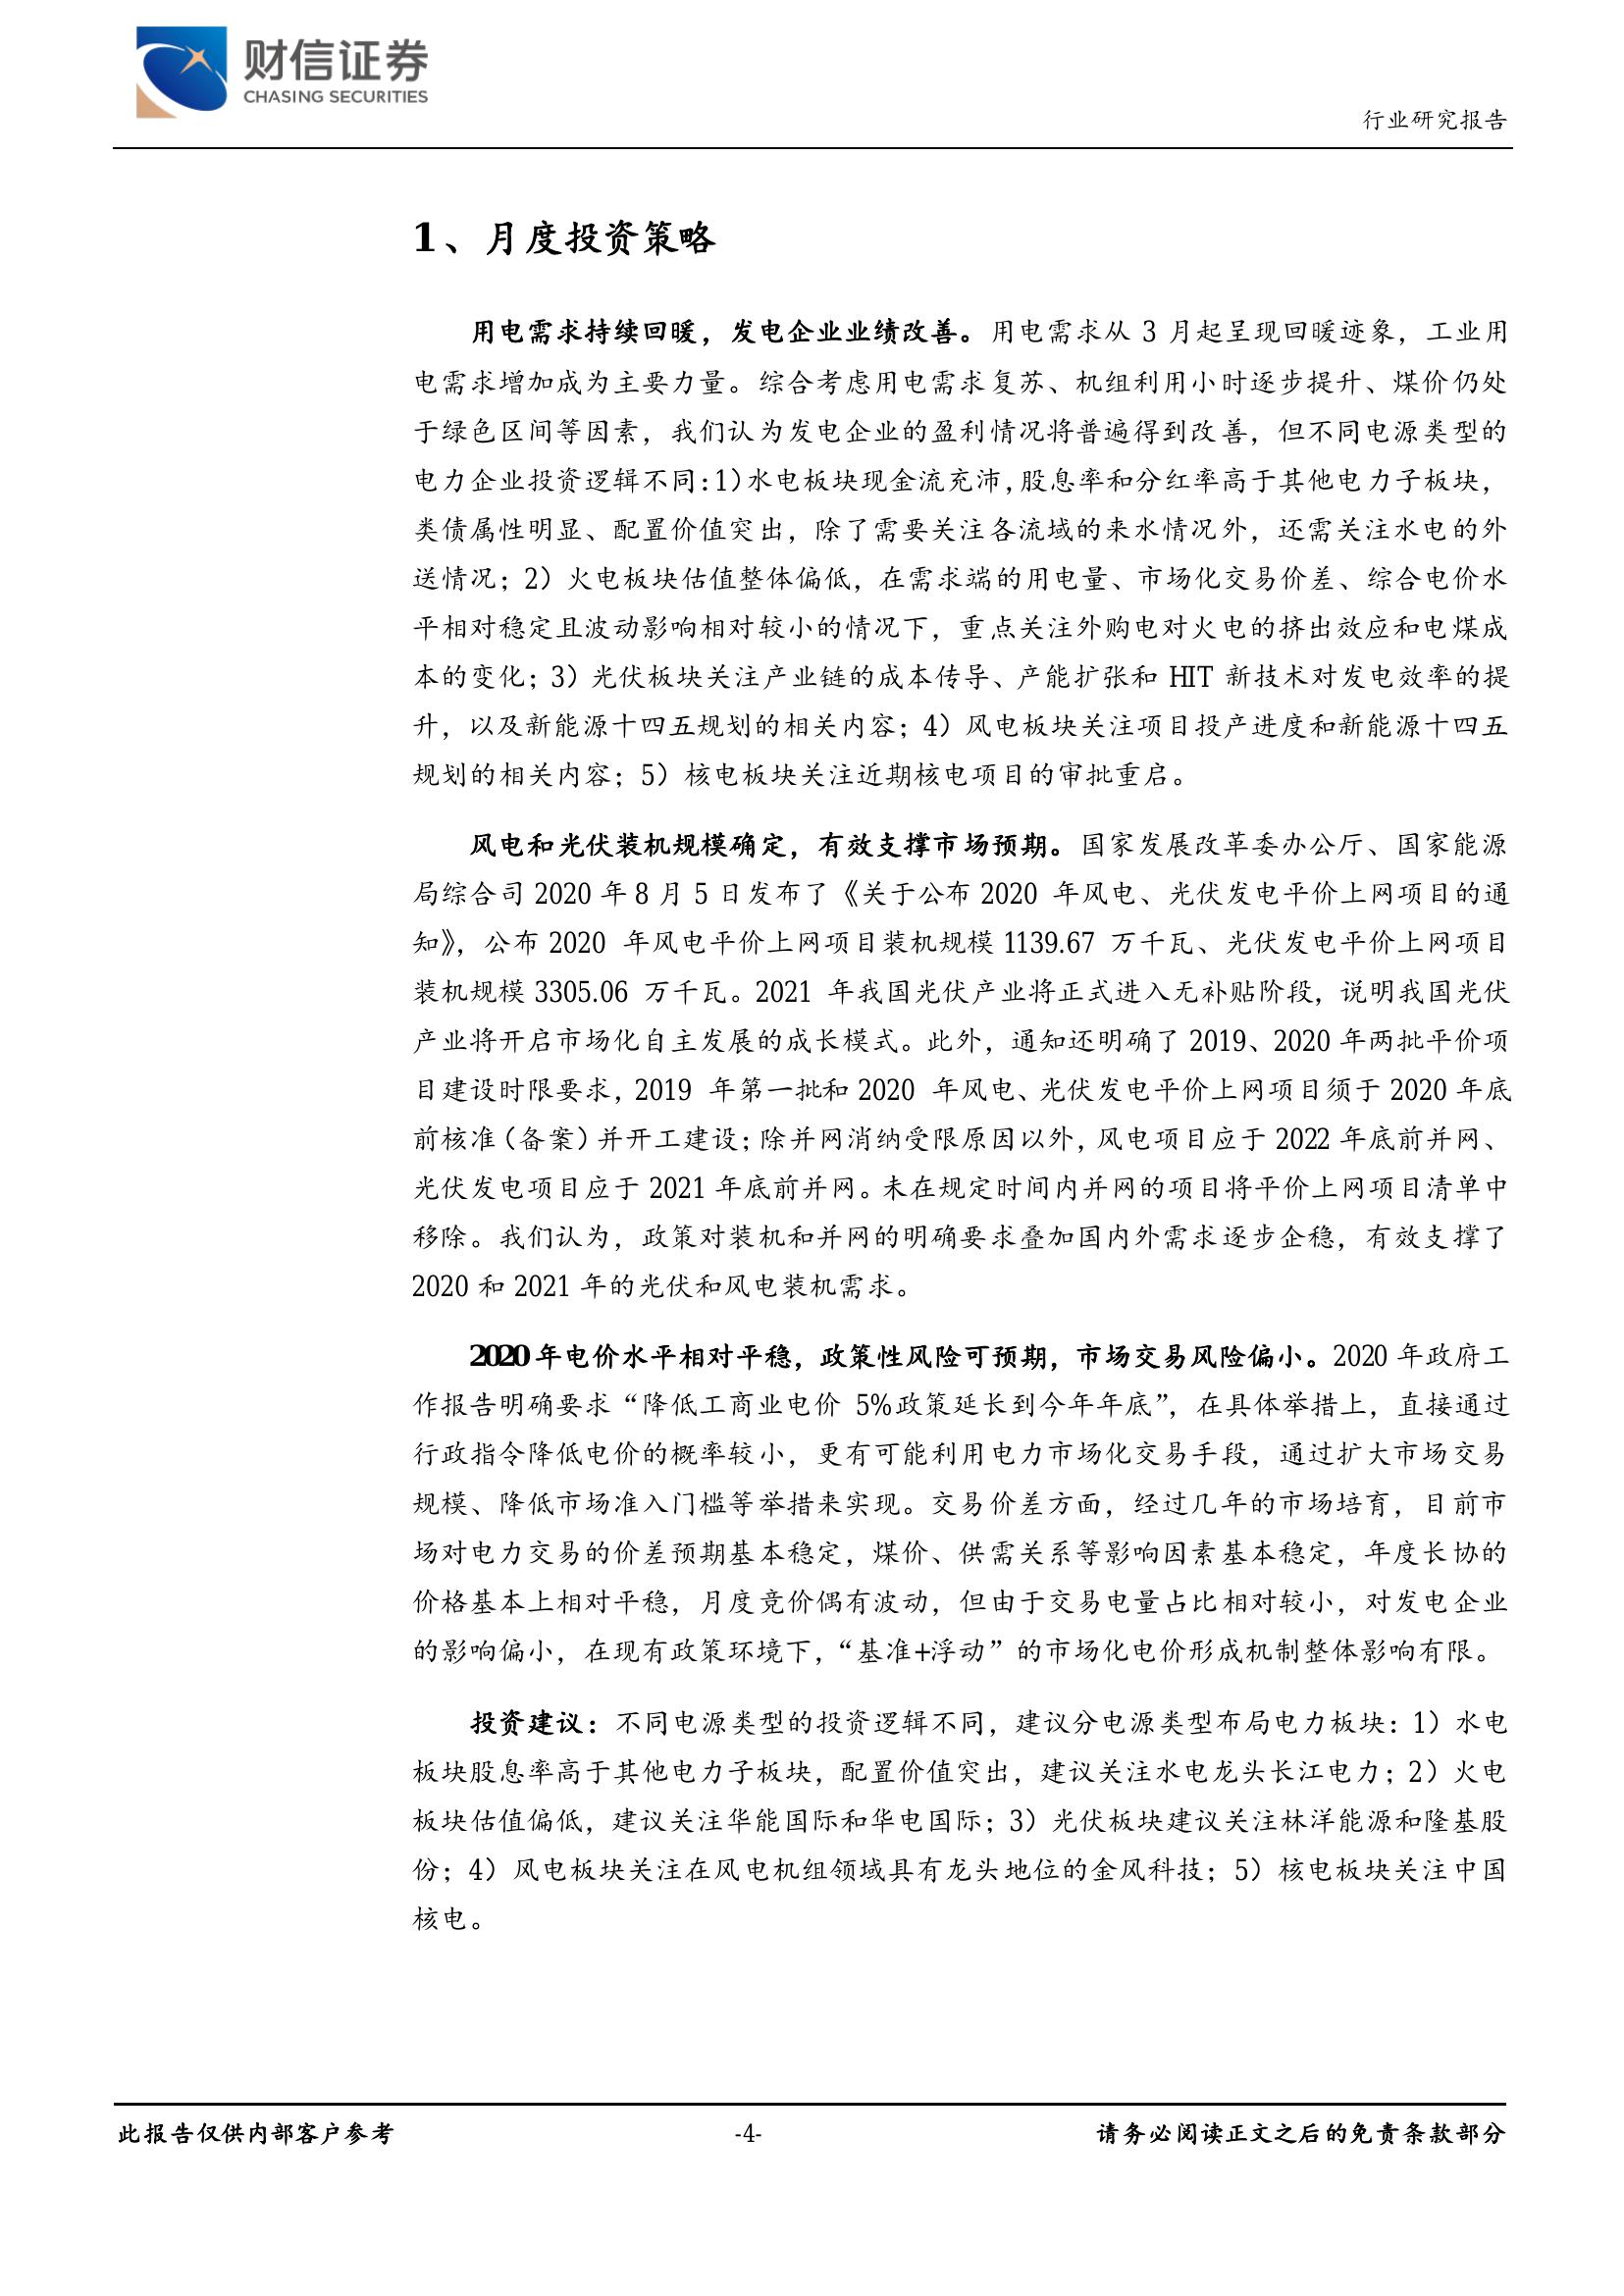 财信证券
CHASING SECURITIES
行业研究报告
1、月度投资策略
用电需求持续回暖，发电企业业绩改善。用电需求从 3 月起呈现回暖迹象，工业用
电需求增加成为主要力量。综合考虑用电需求复苏、机组利用小时逐步提升、煤价仍处
于绿色区间等因素，我们认为发电企业的盈利情况将普遍得到改善，但不同电源类型的
电力企业投资逻辑不同：1）水电板块现金流充沛，股息率和分红率高于其他电力子板块，
类债属性明显、配置价值突出，除了需要关注各流域的来水情况外，还需关注水电的外
送情况；2）火电板块估值整体偏低，在需求端的用电量、市场化交易价差、综合电价水
平相对稳定且波动影响相对较小的情况下，重点关注外购电对火电的挤出效应和电煤成
本的变化；3）光伏板块关注产业链的成本传导、产能扩张和 HIT 新技术对发电效率的提
升，以及新能源十四五规划的相关内容；4）风电板块关注项目投产进度和新能源十四五
规划的相关内容；5）核电板块关注近期核电项目的审批重启。
风电和光伏装机规模确定，有效支撑市场预期。国家发展改革委办公厅、国家能源
局综合司 2020 年 8 月 5 日发布了《关于公布 2020 年风电、光伏发电平价上网项目的通
知》，公布 2020 年风电平价上网项目装机规模 1139.67 万千瓦、光伏发电平价上网项目
装机规模 3305.06 万千瓦。2021 年我国光伏产业将正式进入无补贴阶段，说明我国光伏
产业将开启市场化自主发展的成长模式。此外，通知还明确了 2019、2020 年两批平价项
目建设时限要求，2019 年第一批和 2020 年风电、光伏发电平价上网项目须于 2020 年底
前核准（备案）并开工建设；除并网消纳受限原因以外，风电项目应于 2022 年底前并网、
光伏发电项目应于 2021 年底前并网。未在规定时间内并网的项目将平价上网项目清单中
移除。我们认为，政策对装机和并网的明确要求叠加国内外需求逐步企稳，有效支撑了
2020 和 2021 年的光伏和风电装机需求。
2020 年电价水平相对平稳，政策性风险可预期，市场交易风险偏小。2020 年政府工
作报告明确要求“降低工商业电价 5%政策延长到今年年底”，在具体举措上，直接通过
行政指令降低电价的概率较小，更有可能利用电力市场化交易手段，通过扩大市场交易
规模、降低市场准入门槛等举措来实现。交易价差方面，经过几年的市场培育，目前市
场对电力交易的价差预期基本稳定，煤价、供需关系等影响因素基本稳定，年度长协的
价格基本上相对平稳，月度竞价偶有波动，但由于交易电量占比相对较小，对发电企业
的影响偏小，在现有政策环境下，“基准+浮动”的市场化电价形成机制整体影响有限。
投资建议：不同电源类型的投资逻辑不同，建议分电源类型布局电力板块：1）水电
板块股息率高于其他电力子板块，配置价值突出，建议关注水电龙头长江电力；2）火电
板块估值偏低，建议关注华能国际和华电国际；3）光伏板块建议关注林洋能源和隆基股
份；4）风电板块关注在风电机组领域具有龙头地位的金风科技；5）核电板块关注中国
核电。
此报告仅供内部客户参考
-4-
请务必阅读正文之后的免责条款部分